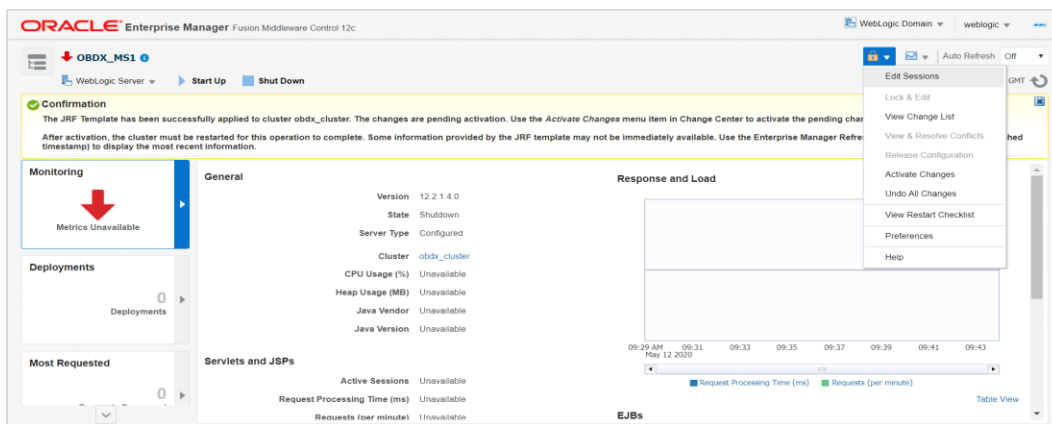 ORACLE Enterprise Manager Fusion Middleware Control 12c
WebLogic Domain
weblogic
OBDX_MS1
Auto Refresh Off
WebLogic Server
Start Up
Shut Down
GMT
Edit Sessions
Lock & Edit
View Change List
View & Resolve Conflicts
Release Configuration
Activate Changes
Undo All Changes
View Restart Checklist
Preferences
Help
Confirmation
The JRF Template has been successfully applied to cluster obdx_cluster. The changes are pending activation. Use the Activate Changes menu item in Change Center to activate the pending
After activation, the cluster must be restarted for this operation to complete. Some information provided by the JRF template may not be immediately available. Use the Enterprise Manager
timestamp) to display the most recent information.
Monitoring
Metrics Unavailable
Deployments
0
Deployments
Most Requested
0
General
Version 12.2.1.4.0
State Shutdown
Server Type Configured
Cluster obdx_cluster
CPU Usage (%) Unavailable
Heap Usage (MB) Unavailable
Java Vendor Unavailable
Java Version Unavailable
Servlets and JSPs
Active Sessions Unavailable
Request Processing Time (ms) Unavailable
Requests (per minute) Unavailable
Response and Load
09:29 AM 09:31 09:33 09:35 09:37 09:39 09:41 09:43
May 12 2020
Request Processing Time (ms) Requests (per minute)
Table View
EJBs